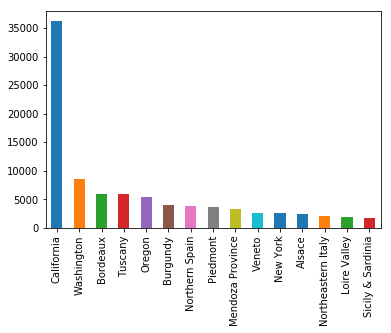 35000
30000
25000
20000
15000
10000
5000
0
California
Washington
Bordeaux
Tuscany
Oregon
Burgundy
Northern Spain
Piedmont
Mendoza Province
Veneto
New York
Alsace
Northeastern Italy
Loire Valley
Sicily & Sardinia